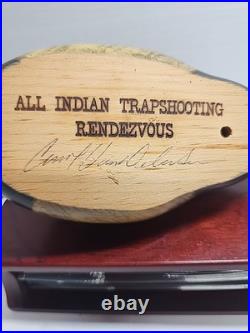 ALL INDIAN TRAPSHOOTING
RENDEZVOUS